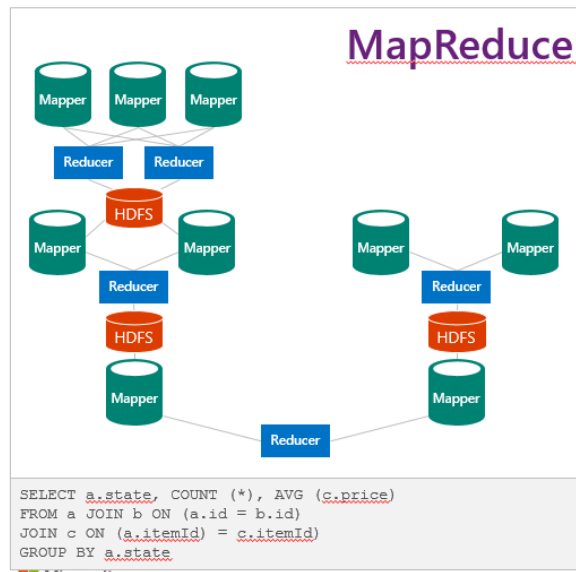 MapReduce
Mapper Mapper Mapper
Reducer Reducer
HDFS
Mapper Mapper Mapper Mapper
Reducer Reducer
HDFS HDFS
Mapper Mapper
Reducer
SELECT a.state, COUNT (*), AVG (c.price)
FROM a JOIN b ON (a.id = b.id)
JOIN c ON (a.itemId) = c.itemId)
GROUP BY a.state